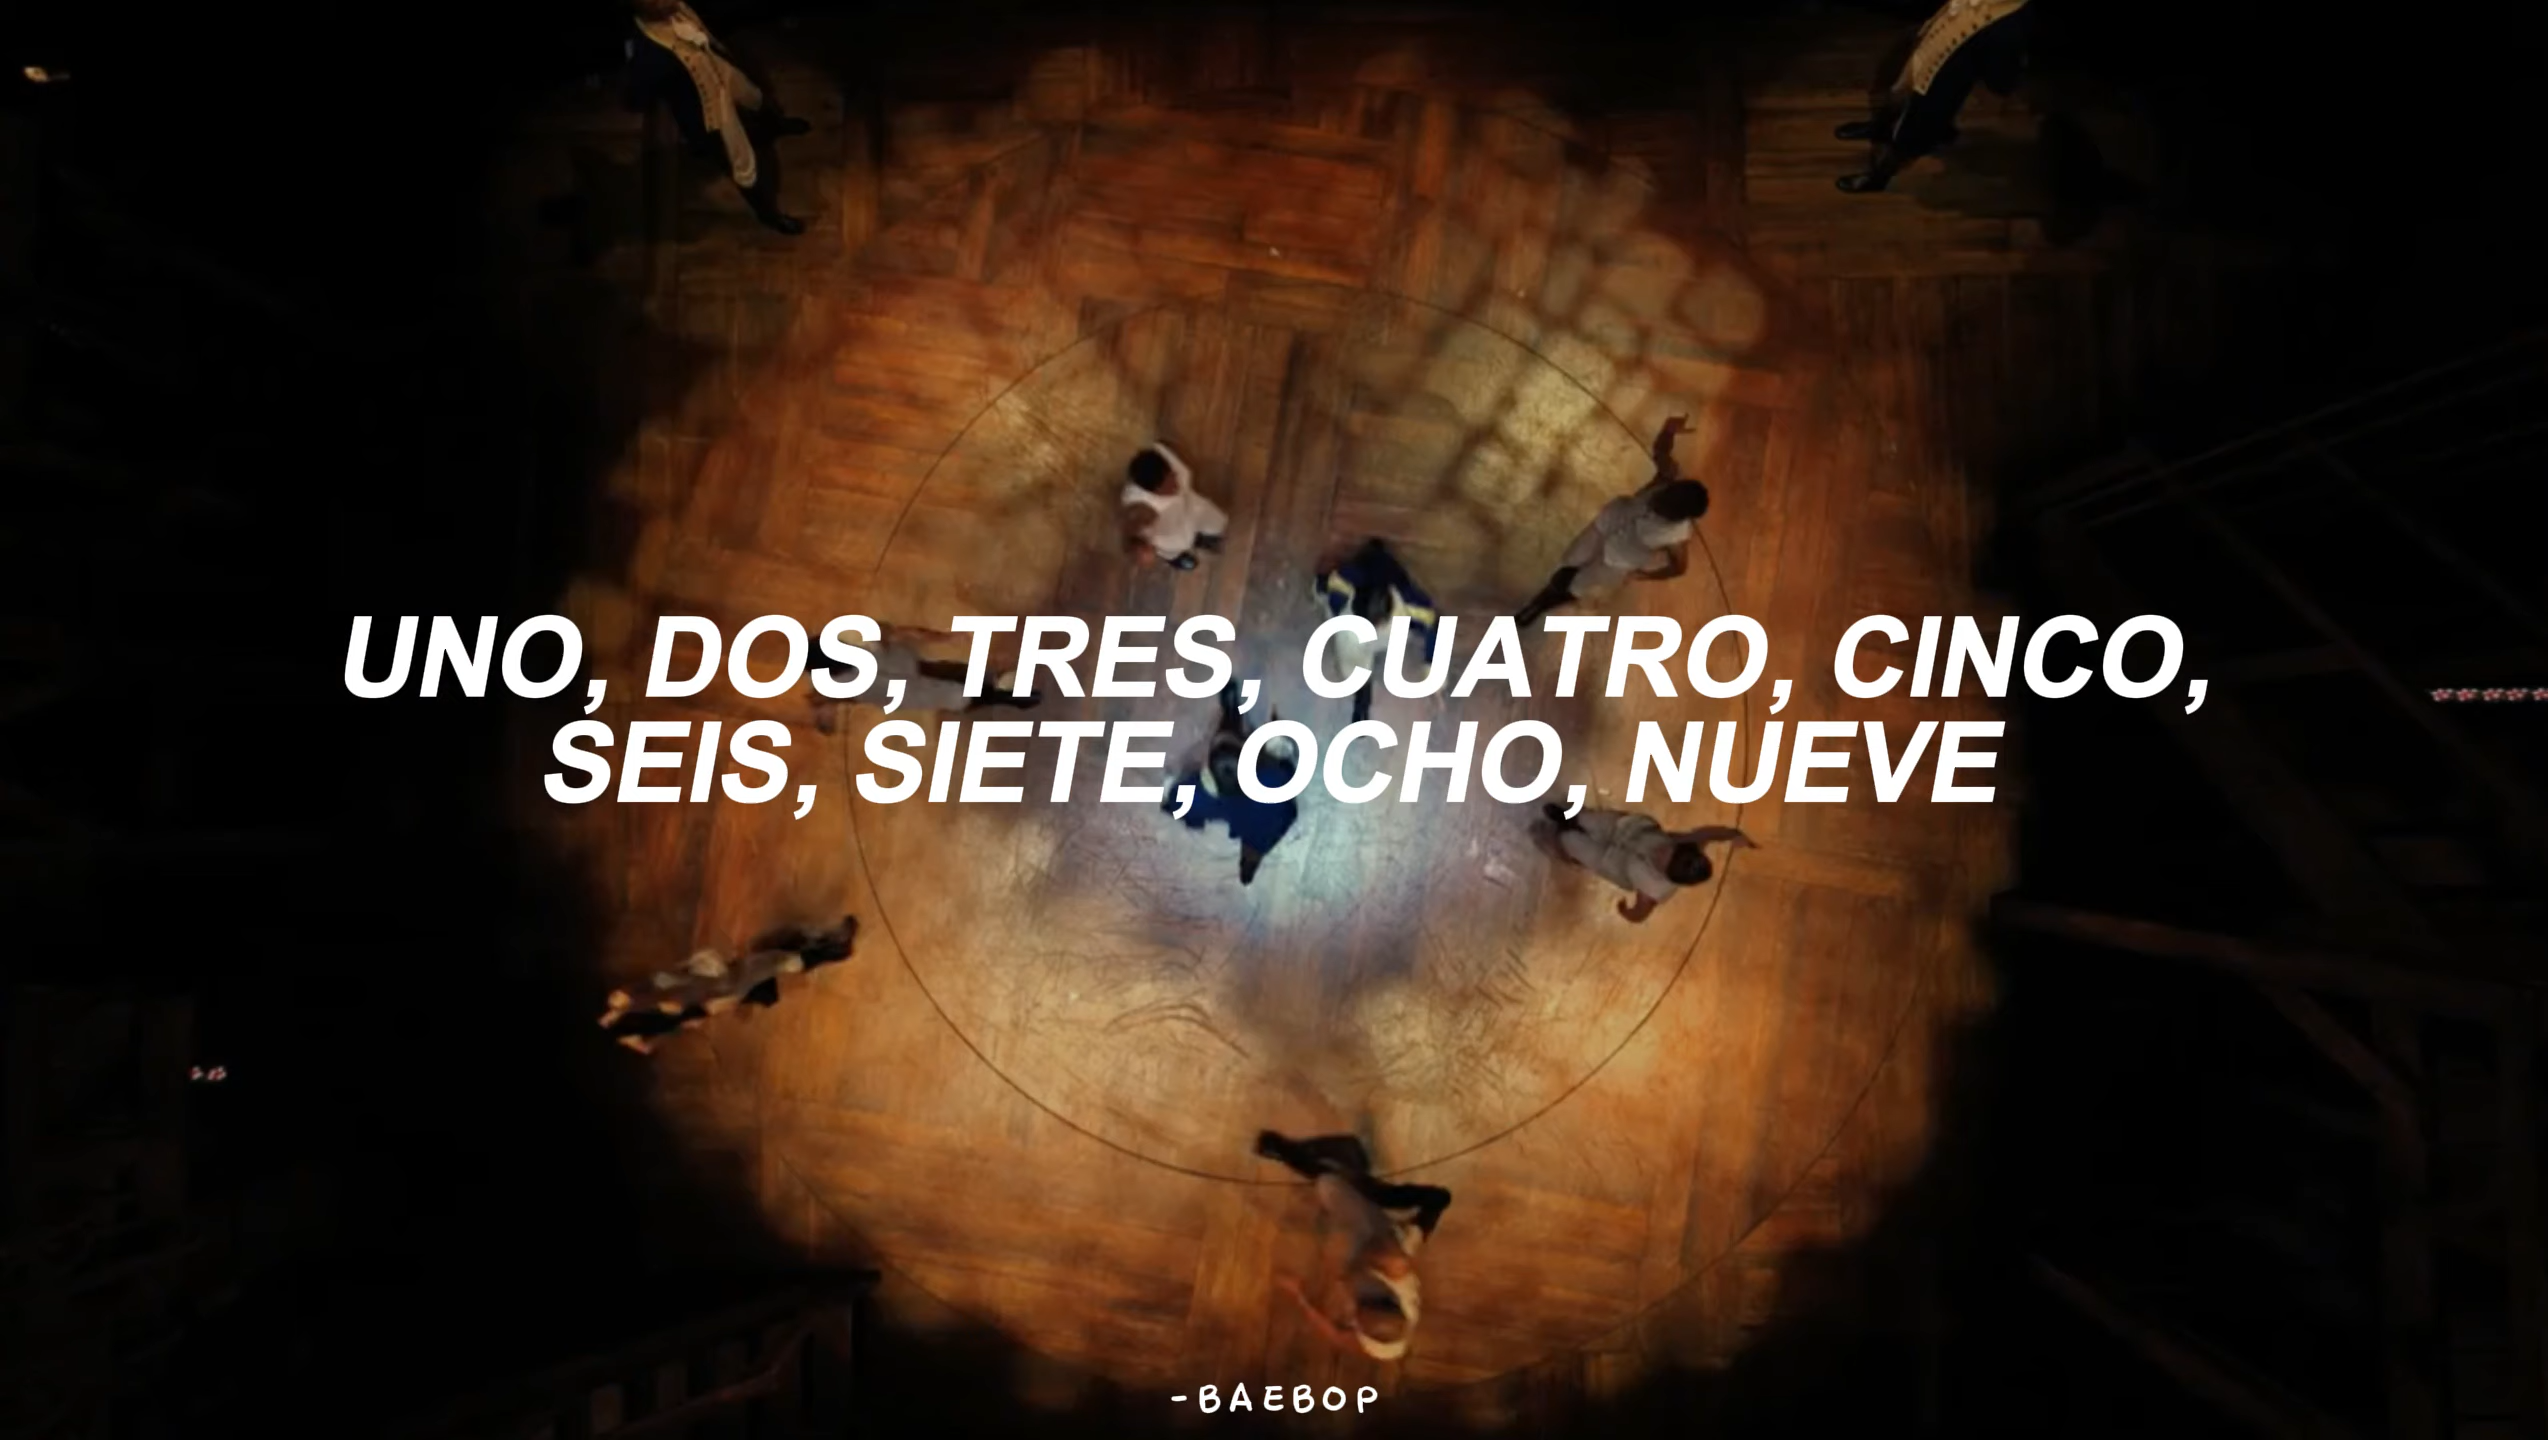 UNO, DOS, TRES, CUATRO, CINCO,
SEIS, SIETE, OCHO, NUEVE
-BAEBOP